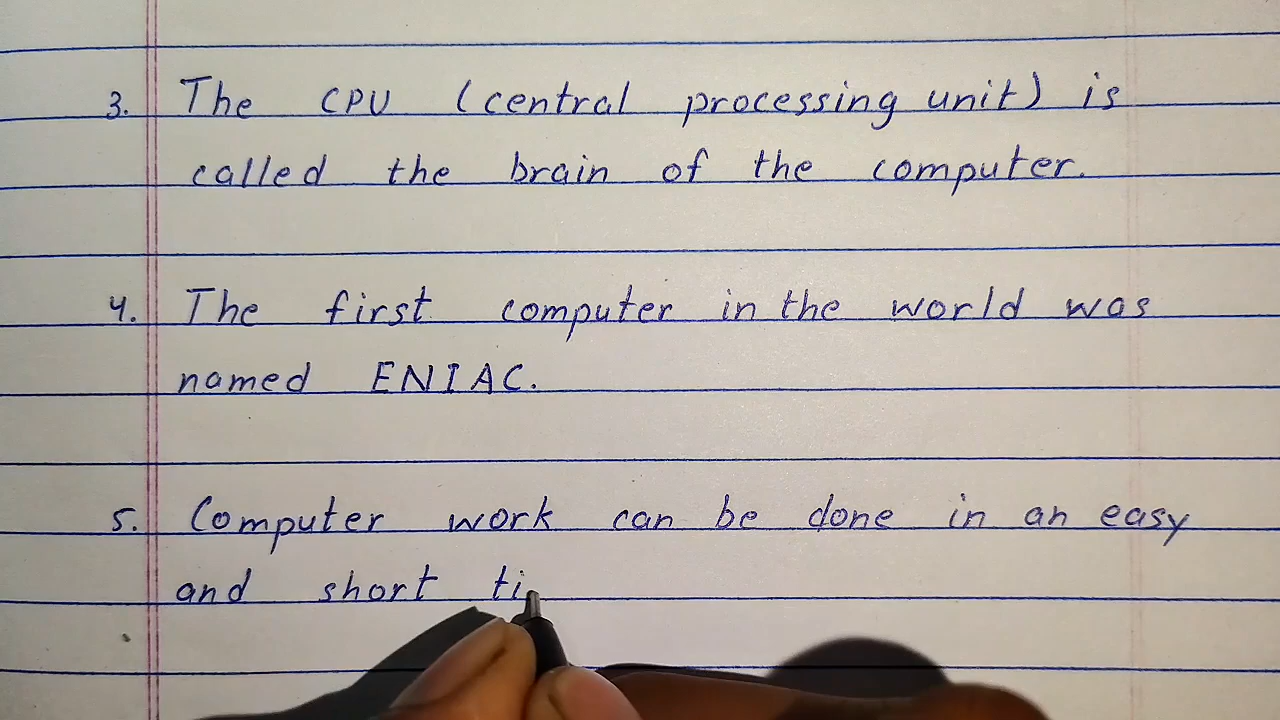 3. The CPU (central processing unit) is
called the brain of the computer.
4. The first computer in the world was
named ENIAC.
5. Computer work can be done in an easy
and short ti